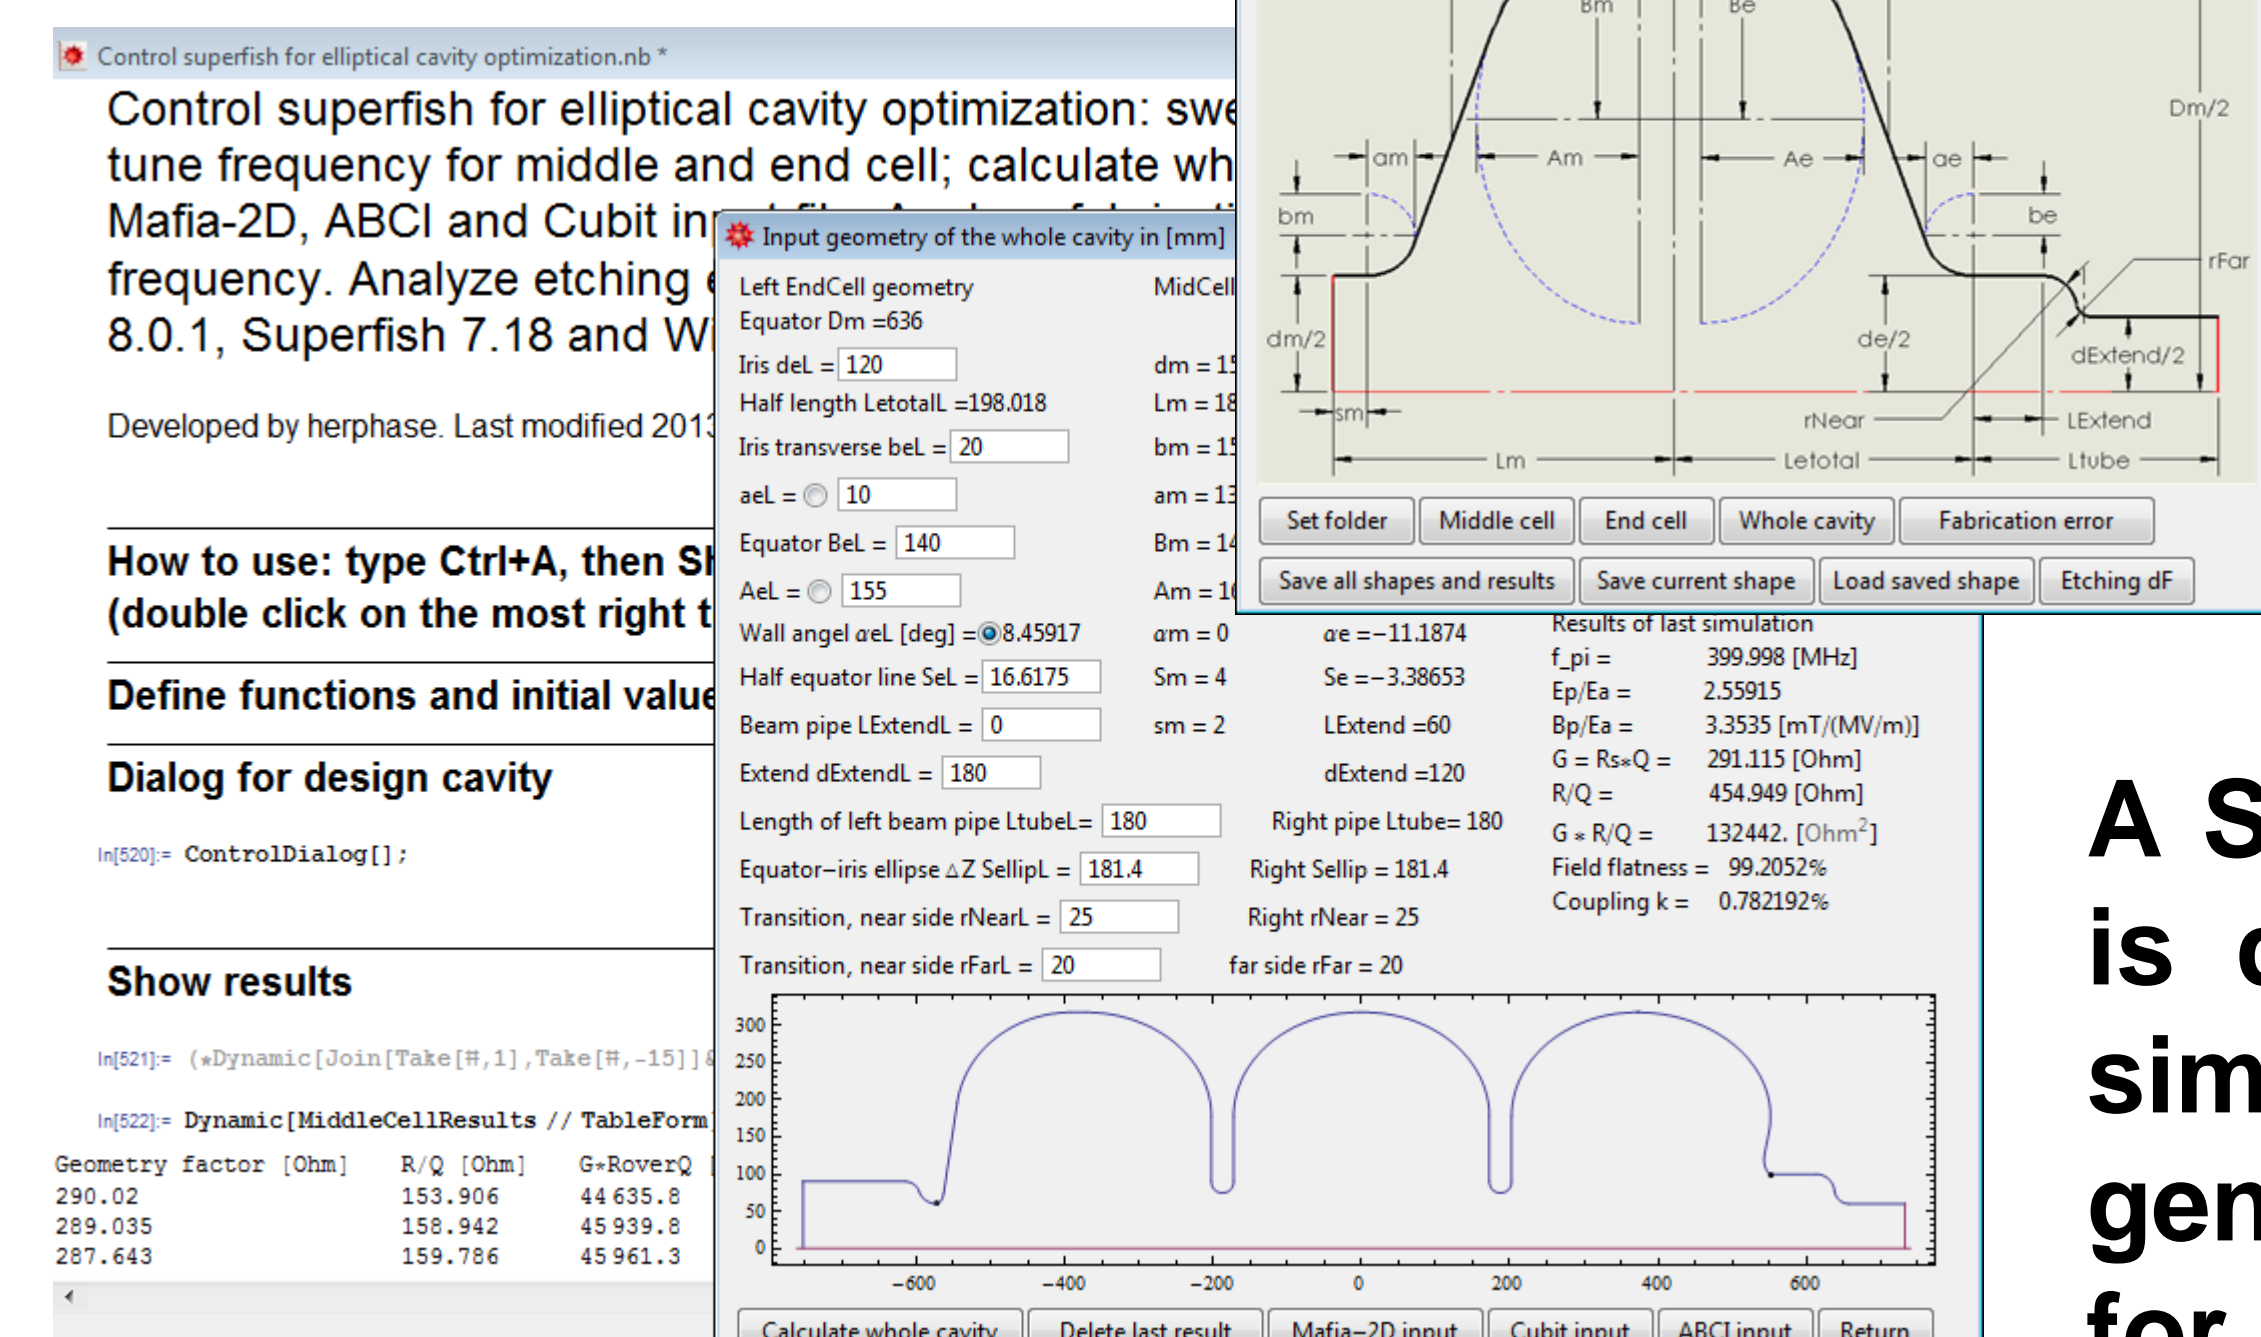 Control superfish for elliptical cavity optimization.nb *
Control superfish for elliptical cavity optimization:
tune frequency for middle and end cell; calculate
Mafia-2D, ABCI and Cubit
frequency. Analyze etching
8.0.1, Superfish 7.18 and
Developed by herphase. Last modified 2013
How to use: type Ctrl+A, then
(double click on the most right
Define functions and initial
Dialog for design cavity
In[520]:= ControlDialog[];
Show results
In[521]:= (*Dynamic[Join[Take[#,1],Take[#,-15]]&
In[522]:= Dynamic[MiddleCellResults // TableForm]
Geometry factor [Ohm] R/Q [Ohm] G*RoverQ [
290.02 153.906 44635.8
289.035 158.942 45939.8
287.643 159.786 45961.3
Input geometry of the whole cavity in [mm]
Left EndCell geometry MidCell
Equator Dm =636
Iris deL = 120 dm = 15
Half length LetotalL =198.018 Lm = 18
Iris transverse beL = 20 bm = 15
aeL = 10 am = 13
Equator BeL = 140 Bm = 14
AeL = 155 Am = 16
Wall angel αeL [deg] = 8.45917 αm = 0 αe =−11.1874
Half equator line SeL = 16.6175 Sm = 4 Se =−3.38653
Beam pipe LExtendL = 0 sm = 2 LExtend =60
Extend dExtendL = 180 dExtend =120
Length of left beam pipe LtubeL= 180 Right pipe Ltube= 180
Equator−iris ellipse ΔZ SellipL = 181.4 Right Sellip = 181.4
Transition, near side rNearL = 25 Right rNear = 25
Transition, near side rFarL = 20 far side rFar = 20
Results of last simulation
f_pi = 399.998 [MHz]
Ep/Ea = 2.55915
Bp/Ea = 3.3535 [mT/(MV/m)]
G = Rs*Q = 291.115 [Ohm]
R/Q = 454.949 [Ohm]
G * R/Q = 132442. [Ohm²]
Field flatness = 99.2052%
Coupling k = 0.782192%
300
250
200
150
100
50
0
−600 −400 −200 0 200 400 600
Calculate whole cavity Delete last result Mafia−2D input Cubit input ABCI input Return
Bm Be
Dm/2
am Am Ae ae
bm be
rFar
dm/2 de/2 dExtend/2
sm rNear LExtend
Lm Letotal Ltube
Set folder Middle cell End cell Whole cavity Fabrication error
Save all shapes and results Save current shape Load saved shape Etching dF
A S
is
sim
gen
for